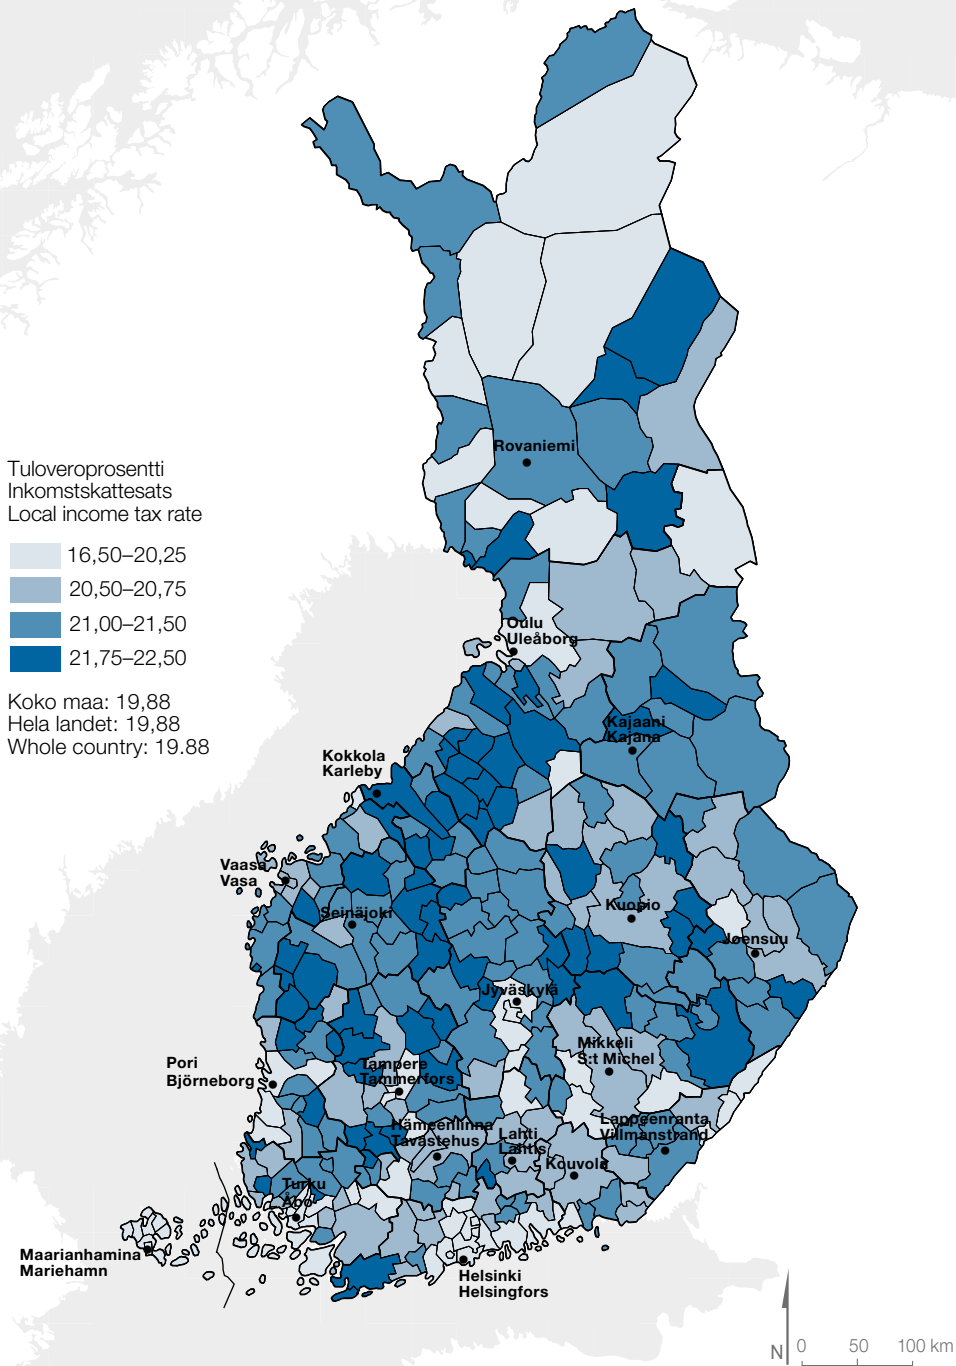 Rovaniemi
Tuloveroprosentti
Inkomstskattesats
Local income tax rate
16,50–20,25
20,50–20,75
21,00–21,50
21,75–22,50
Koko maa: 19,88
Hela landet: 19,88
Whole country: 19.88
Oulu
Uleåborg
Kajaani
Kajana
Kokkola
Karleby
Vaasa
Vasa
Seinäjoki
Kuopio
Joensuu
Jyväskylä
Mikkeli
S:t Michel
Pori
Björneborg
Tampere
Tammerfors
Hämeenlinna
Tavastehus
Lahti
Lahtis
Lappeenranta
Villmanstrand
Kouvola
Turku
Åbo
Maarianhamina
Mariehamn
Helsinki
Helsingfors
N
0 50 100 km